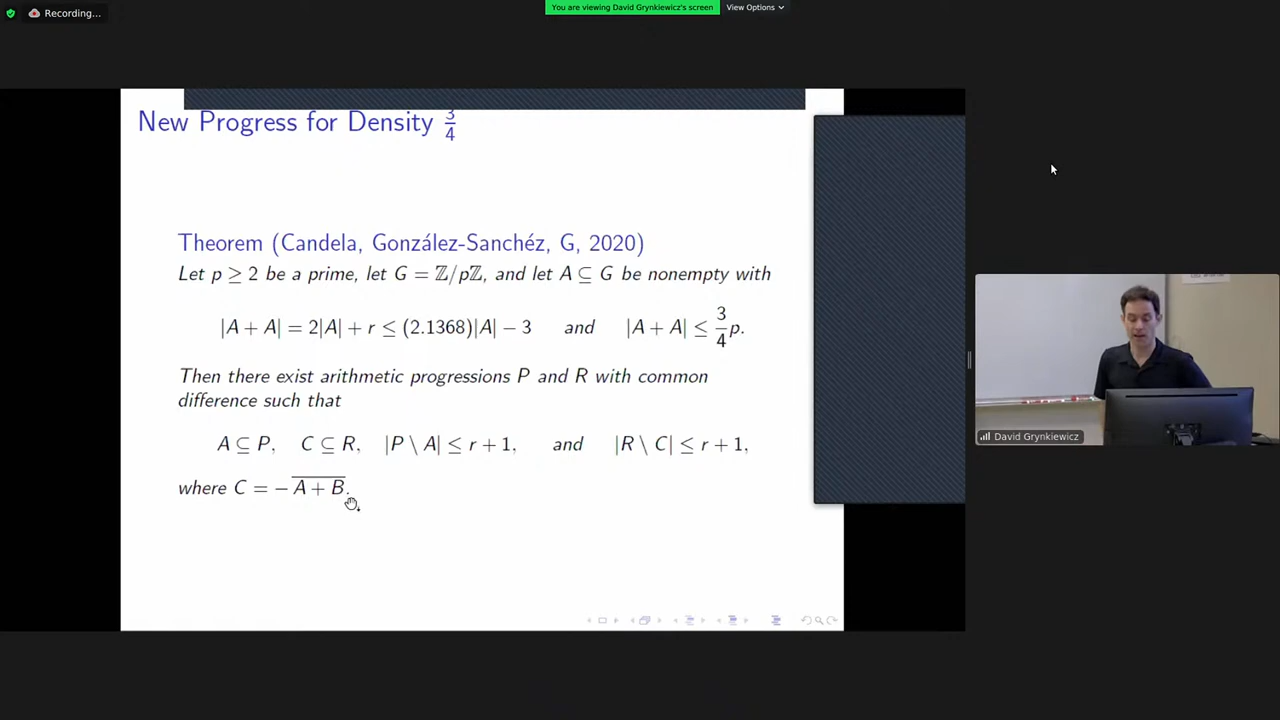 Recording...
You are viewing David Grynkiewicz's screen
View Options
New Progress for Density 3/4
Theorem (Candela, González-Sanchéz, G, 2020)
Let p ≥ 2 be a prime, let G = ℤ/pℤ, and let A ⊆ G be nonempty with
|A + A| = 2|A| + r ≤ (2.1368)|A| − 3 and |A + A| ≤ 3/4 p.
Then there exist arithmetic progressions P and R with common
difference such that
A ⊆ P, C ⊆ R, |P \ A| ≤ r + 1, and |R \ C| ≤ r + 1,
where C = − \overline{A + B}.
David Grynkiewicz